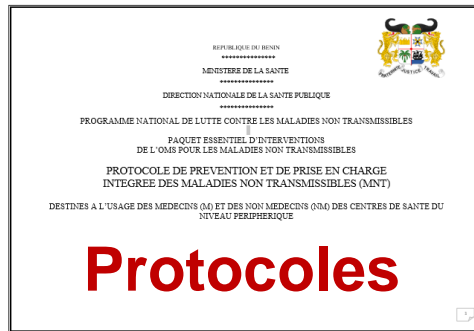 REPUBLIQUE DU BENIN
***************
MINISTERE DE LA SANTE
***************
DIRECTION NATIONALE DE LA SANTE PUBLIQUE
***************
PROGRAMME NATIONAL DE LUTTE CONTRE LES MALADIES NON TRANSMISSIBLES
PAQUET ESSENTIEL D'INTERVENTIONS
DE L'OMS POUR LES MALADIES NON TRANSMISSIBLES
PROTOCOLE DE PREVENTION ET DE PRISE EN CHARGE
INTEGREE DES MALADIES NON TRANSMISSIBLES (MNT)
DESTINES A L'USAGE DES MEDECINS (M) ET DES NON MEDECINS (NM) DES CENTRES DE SANTE DU
NIVEAU PERIPHERIQUE
Protocoles